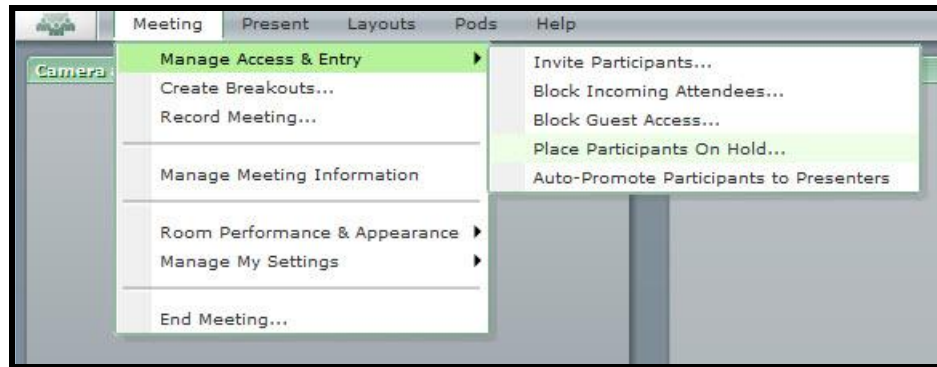 Meeting Present Layouts Pods Help
Camera
Manage Access & Entry
Create Breakouts...
Record Meeting...
Manage Meeting Information
Room Performance & Appearance
Manage My Settings
End Meeting...
Invite Participants...
Block Incoming Attendees...
Block Guest Access...
Place Participants On Hold...
Auto-Promote Participants to Presenters